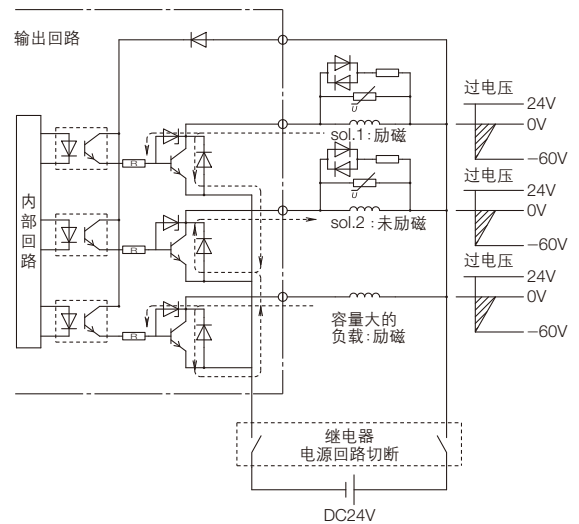 输出回路
过电压
24V
0V
−60V
U
sol.1:励磁
R
内部回路
过电压
24V
0V
−60V
U
sol.2:未励磁
R
过电压
24V
0V
−60V
容量大的
负载:励磁
R
继电器
电源回路切断
DC24V